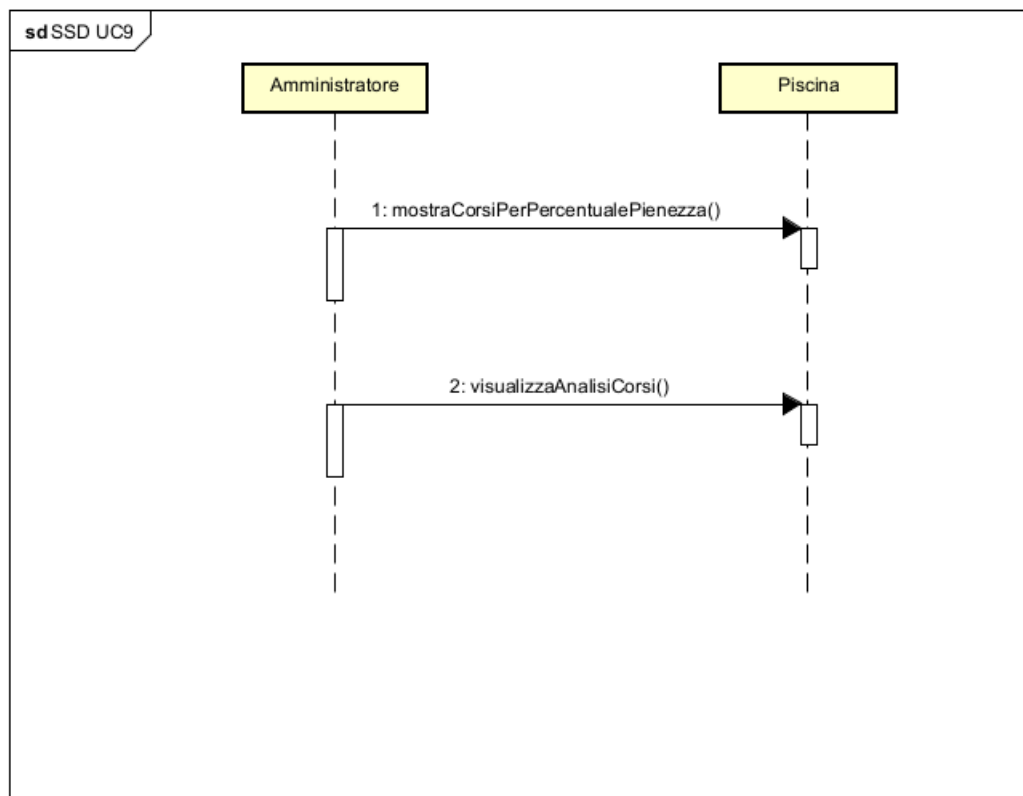 sd SSD UC9
Amministratore
Piscina
1: mostraCorsiPerPercentualePienezza()
2: visualizzaAnalisiCorsi()